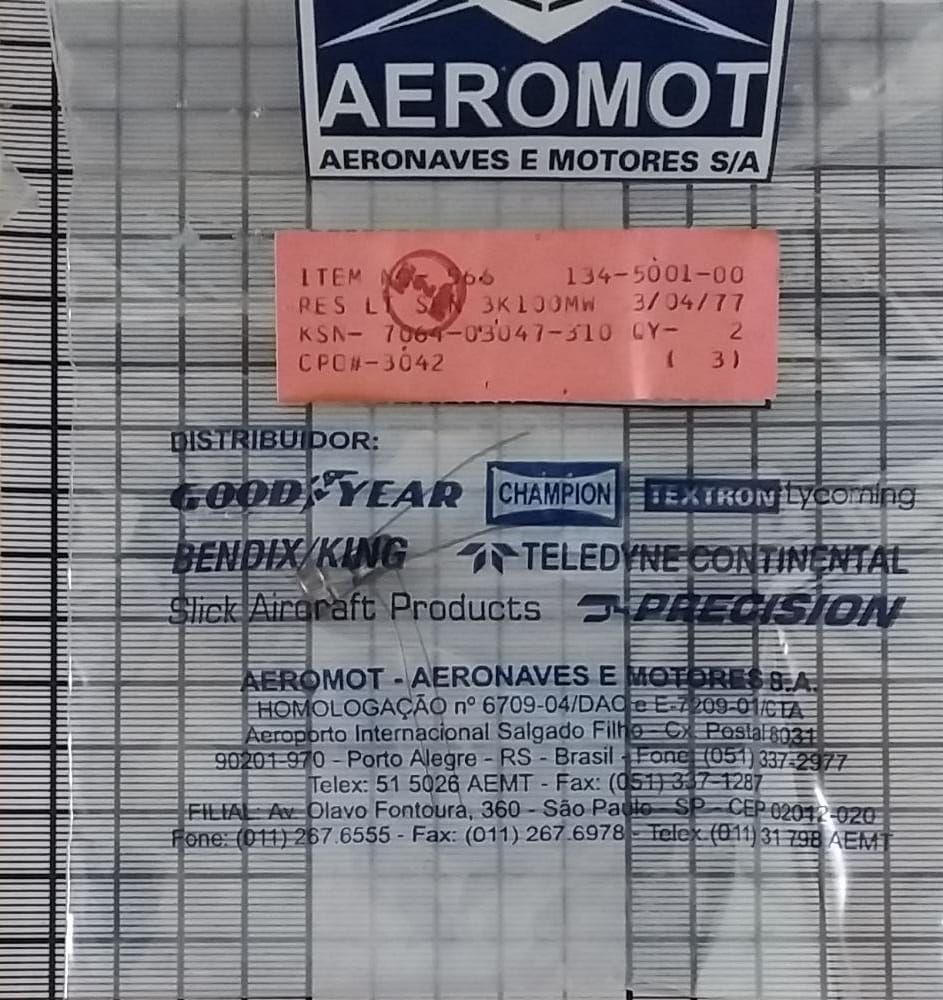 AEROMOT
AERONAVES E MOTORES S/A
ITEM 566 134-5001-00
RES 3K100MW 3/04/77
KSN- 7064-03047-310 QY- 2
CPO#-3042 ( 3)
DISTRIBUIDOR:
GOODYEAR CHAMPION TEXTRON Lycoming
BENDIX/KING TELEDYNE CONTINENTAL
Slick Aircraft Products PRECISION
AEROMOT - AERONAVES E MOTORES S.A.
HOMOLOGAÇÃO nº 6709-04/DAC e E-7209-01/CTA
Aeroporto Internacional Salgado Filho - Cx. Postal 8031
90201-970 - Porto Alegre - RS - Brasil - Fone: (051) 337-2977
Telex: 51 5026 AEMT - Fax: (051) 337-1287
FILIAL: Av. Olavo Fontoura, 360 - São Paulo - SP - CEP 02012-020
Fone: (011) 267.6555 - Fax: (011) 267.6978 - Telex (011) 31 798 AEMT